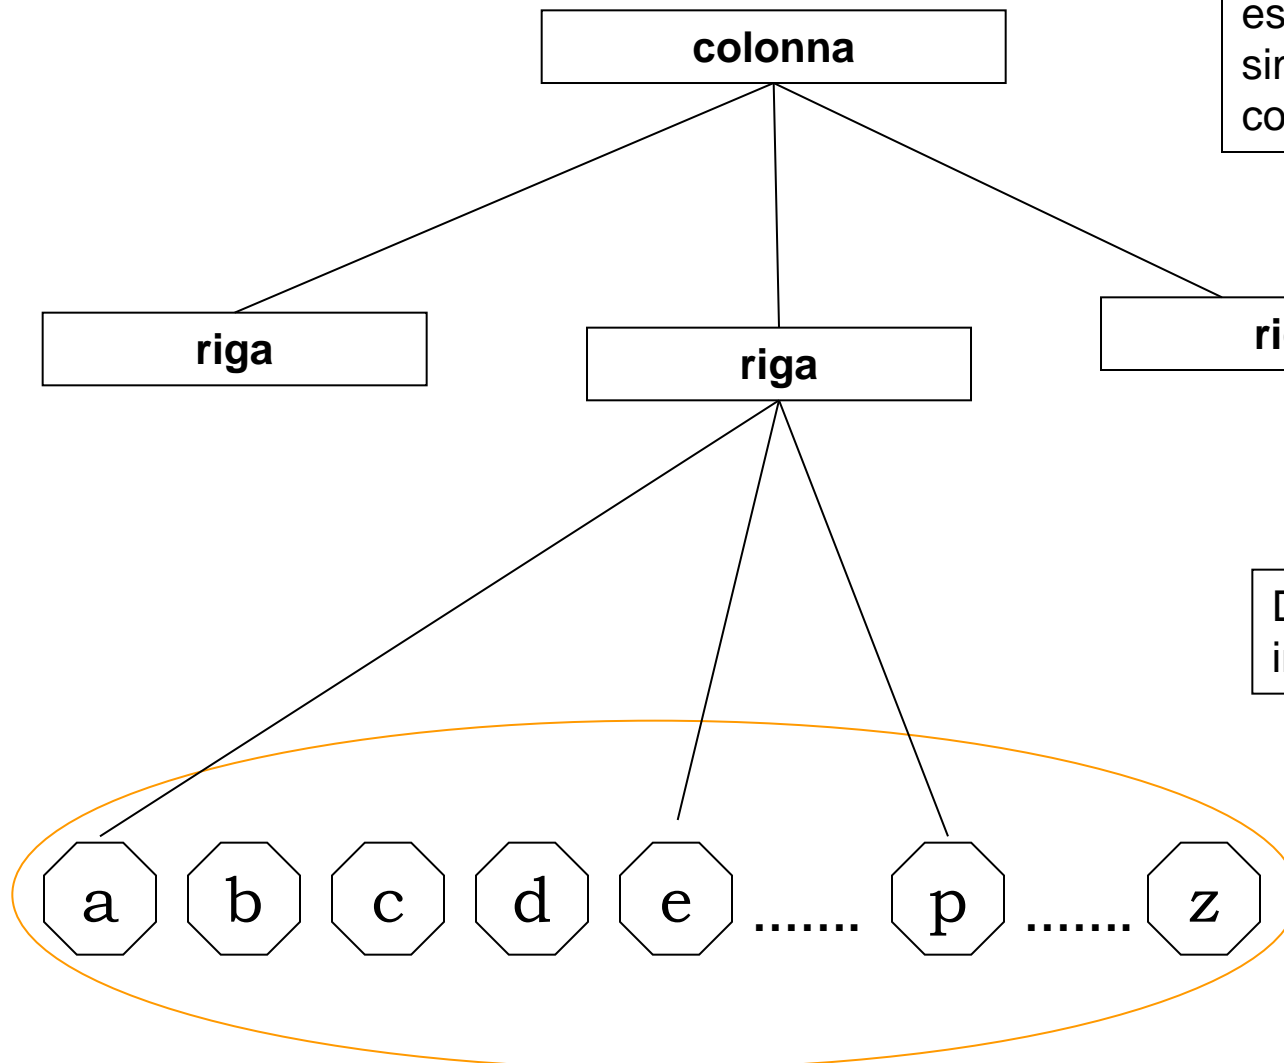 colonna
riga
riga
a b c d e ....... p ....... z